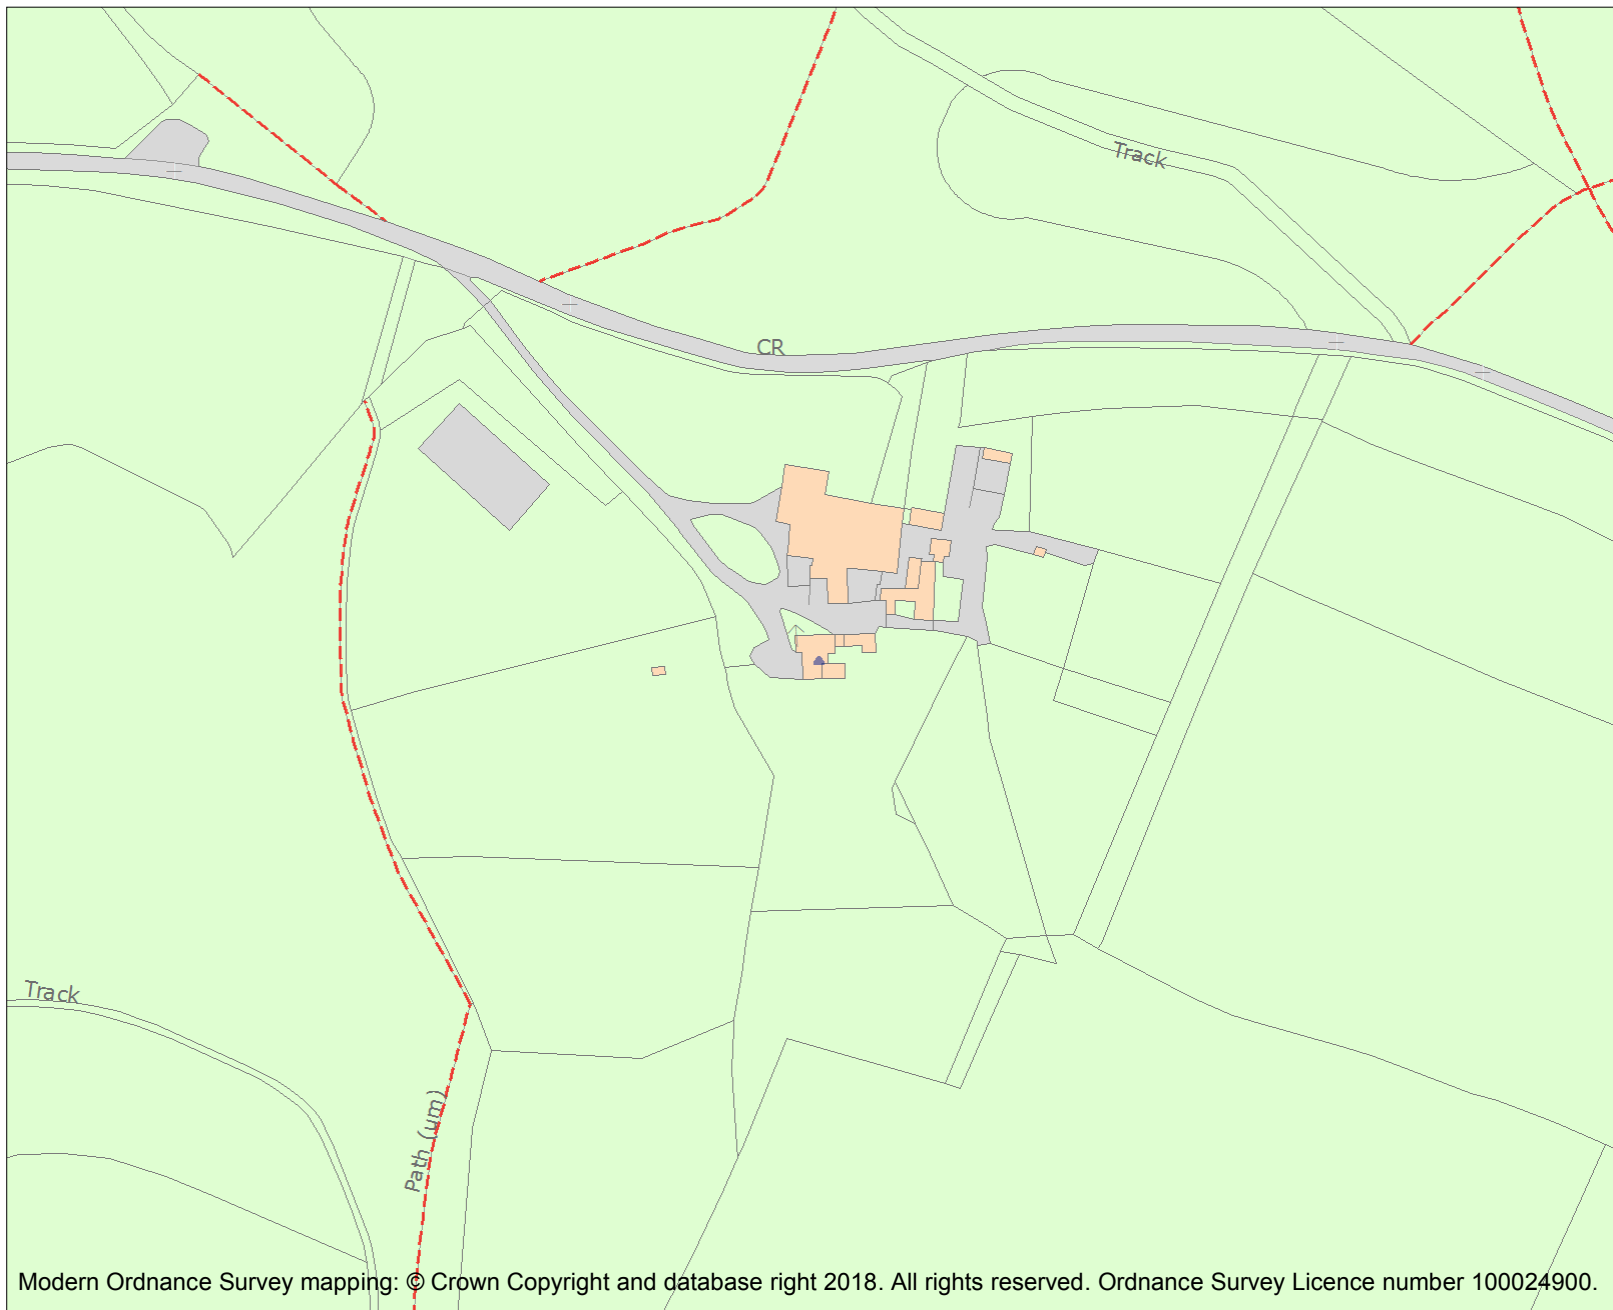 Track
CR
Track
Path (um)
Modern Ordnance Survey mapping: © Crown Copyright and database right 2018. All rights reserved. Ordnance Survey Licence number 100024900.